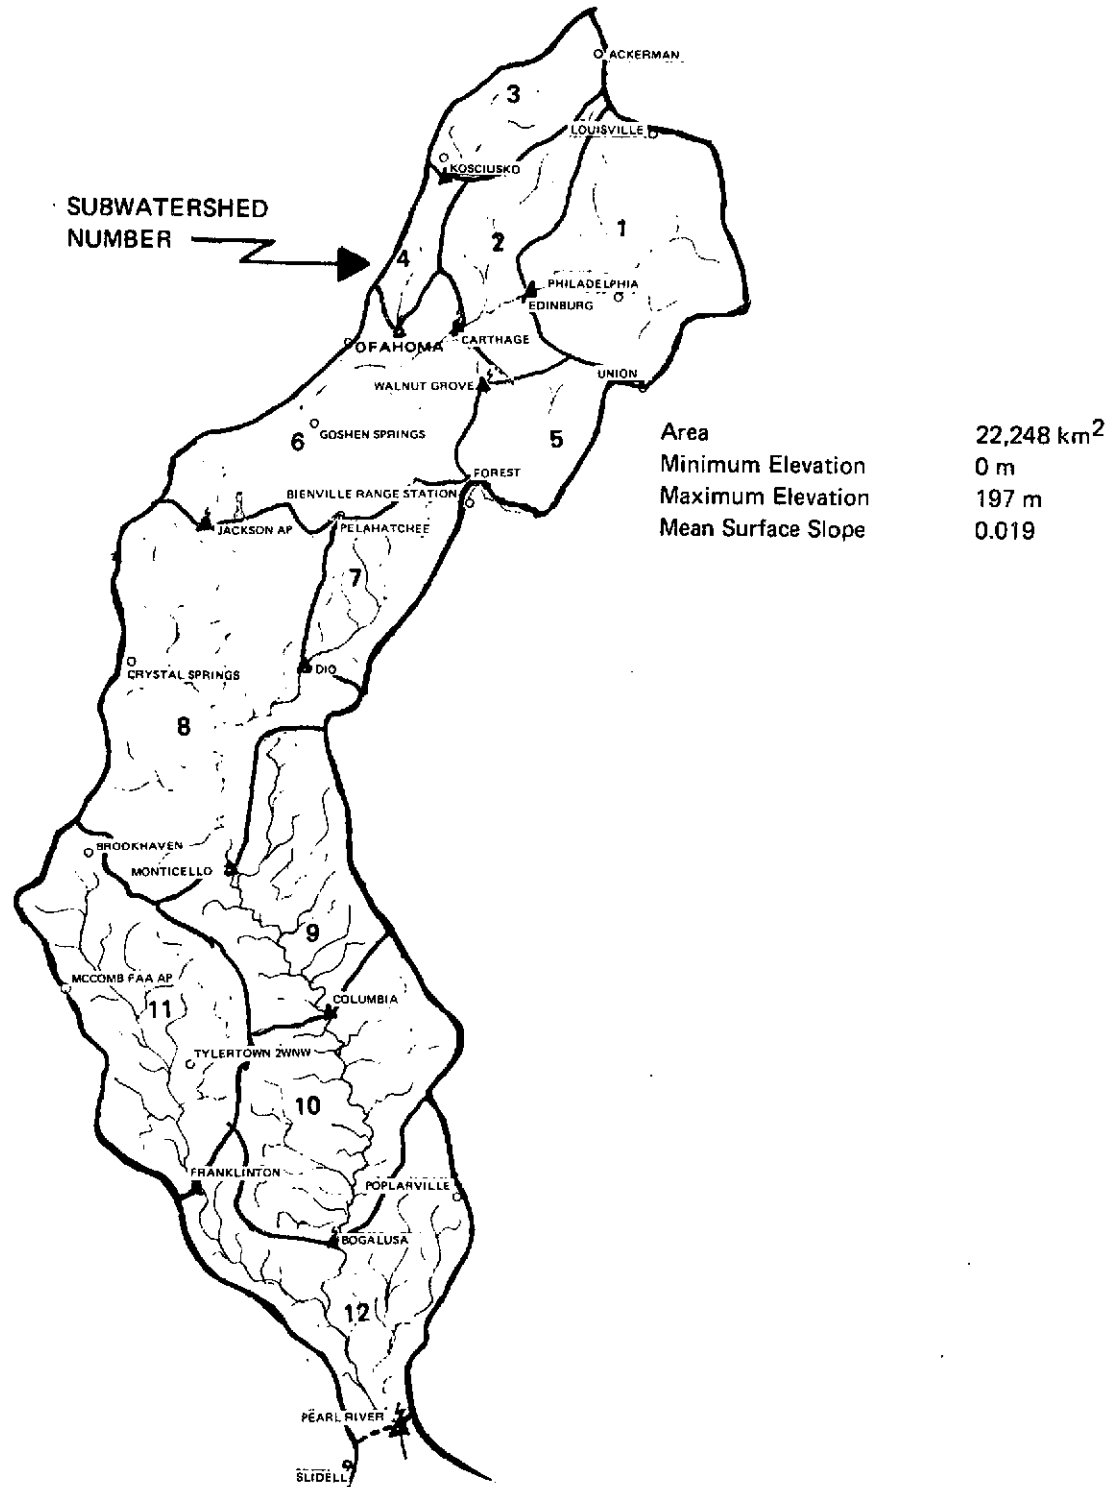 ACKERMAN
3
LOUISVILLE
KOSCIUSKO
SUBWATERSHED
NUMBER
1
2
4
PHILADELPHIA
EDINBURG
OFAHOMA
CARTHAGE
WALNUT GROVE
UNION
6
GOSHEN SPRINGS
5
Area 22,248 km²
Minimum Elevation 0 m
Maximum Elevation 197 m
Mean Surface Slope 0.019
FOREST
BIENVILLE RANGE STATION
JACKSON AP
PELAHATCHEE
7
CRYSTAL SPRINGS
DIO
8
BROOKHAVEN
MONTICELLO
9
MCCOMB FAA AP
COLUMBIA
11
TYLERTOWN 2WNW
10
FRANKLINTON
POPLARVILLE
BOGALUSA
12
PEARL RIVER
SLIDELL